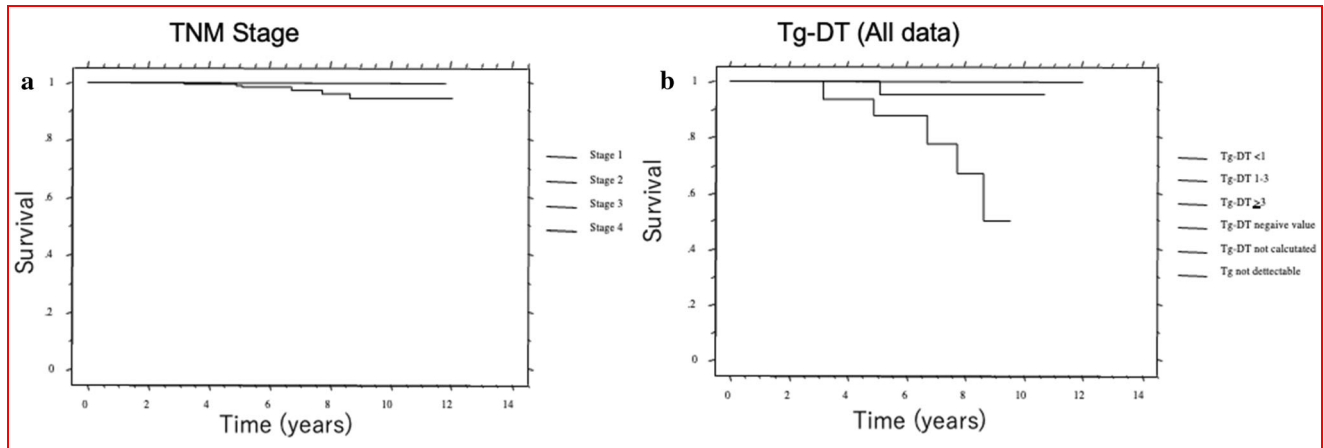 TNM Stage
a
1
.8
.6
.4
.2
0
Survival
0 2 4 6 8 10 12 14
Time (years)
Stage 1
Stage 2
Stage 3
Stage 4
Tg-DT (All data)
b
1
.8
.6
.4
.2
0
Survival
0 2 4 6 8 10 12 14
Time (years)
Tg-DT <1
Tg-DT 1-3
Tg-DT ≥3
Tg-DT negaive value
Tg-DT not calcutated
Tg not dettectable